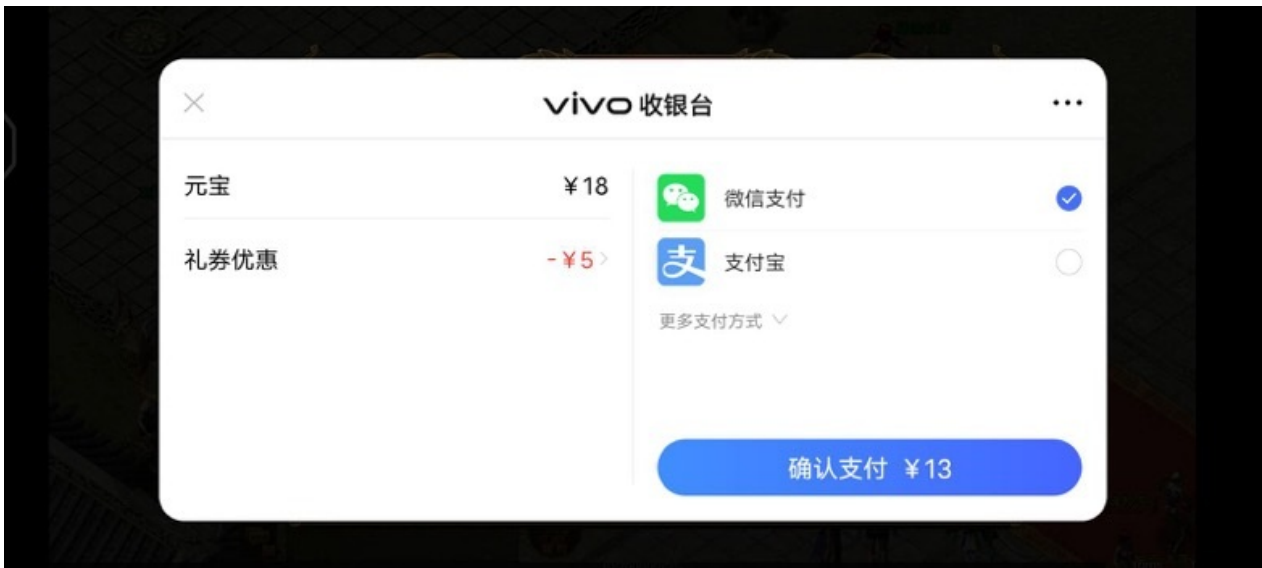 vivo 收银台
元宝 ¥18
礼券优惠 -¥5
微信支付
支付宝
更多支付方式
确认支付 ¥13